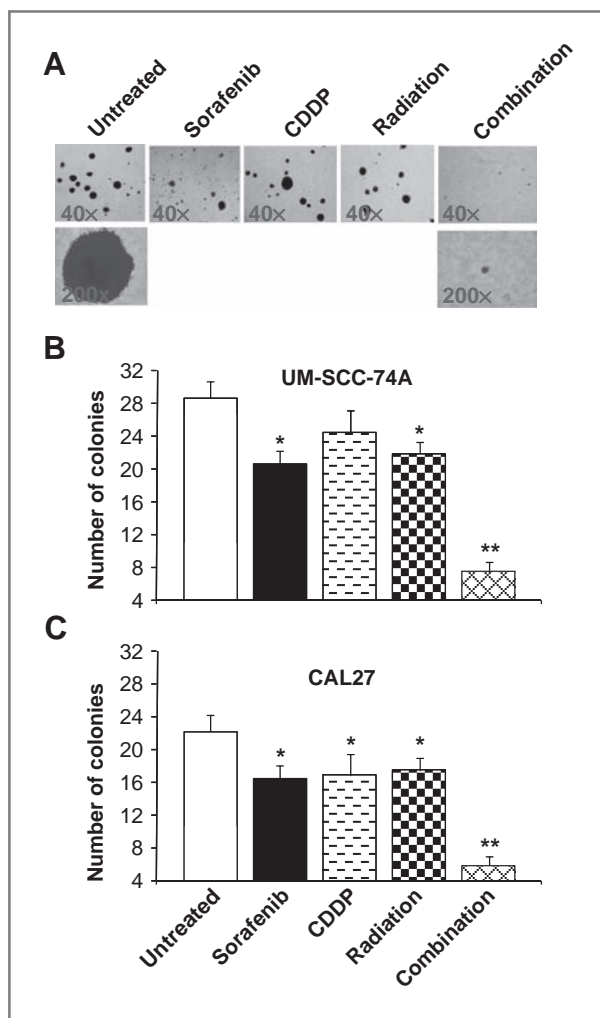 A
Untreated Sorafenib CDDP Radiation Combination
40× 40× 40× 40× 40×
200× 200×
B
UM-SCC-74A
Number of colonies
32
28
24
20
16
12
8
4
* * **
C
CAL27
Number of colonies
32
28
24
20
16
12
8
4
* * * **
Untreated Sorafenib CDDP Radiation Combination